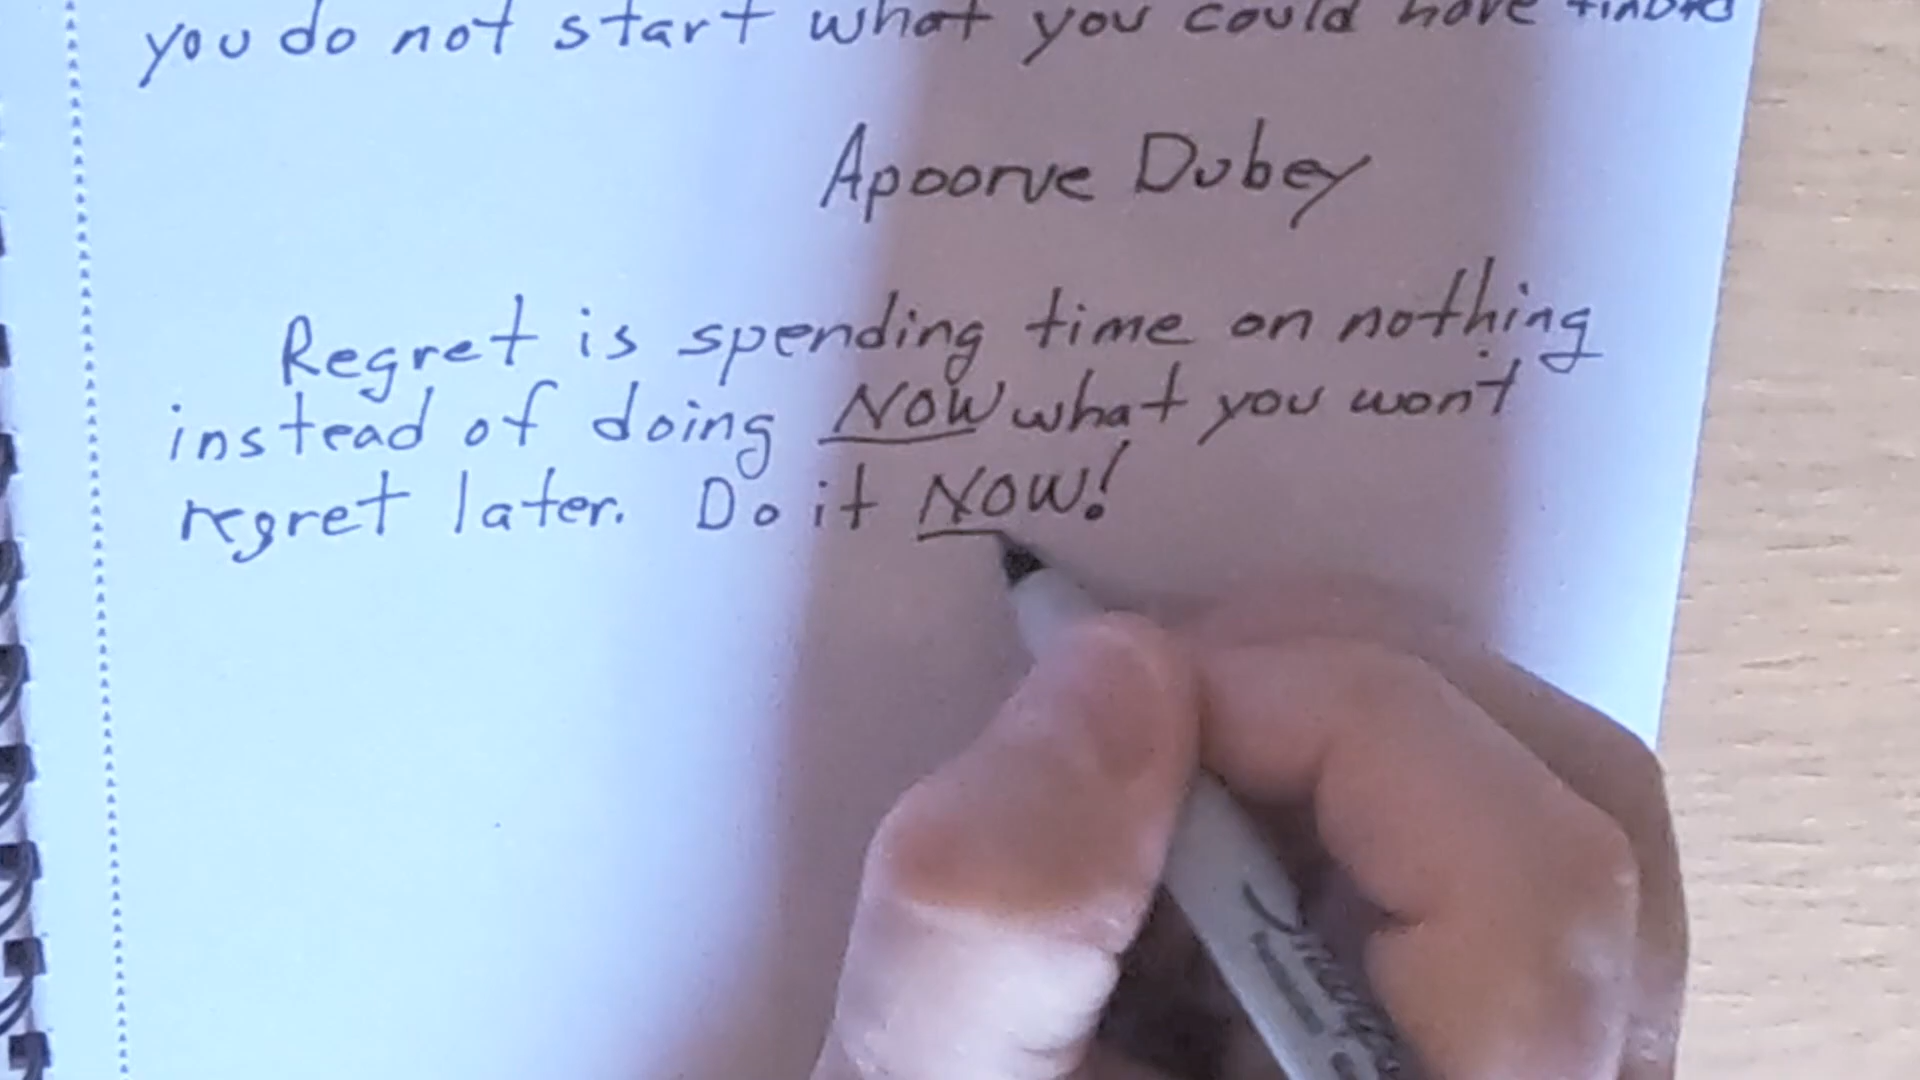 you do not start what you could have
Apoorve Dubey
Regret is spending time on nothing
instead of doing NOW what you won't
regret later. Do it NOW!